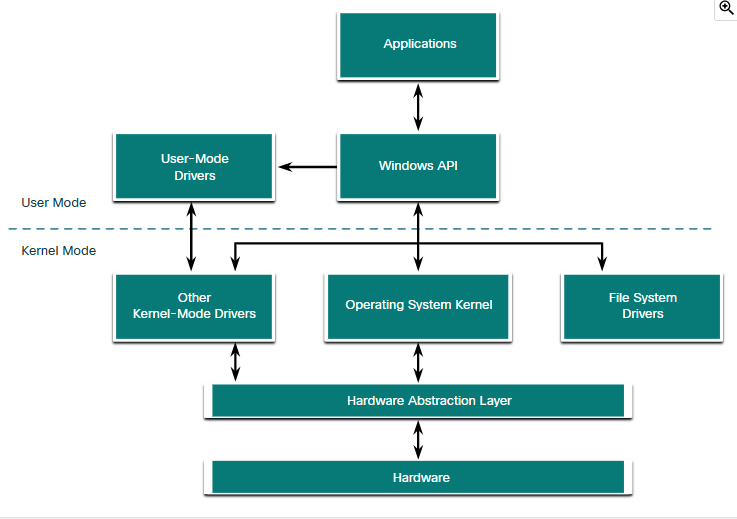 Applications
User-Mode
Drivers
Windows API
User Mode
Kernel Mode
Other
Kernel-Mode Drivers
Operating System Kernel
File System
Drivers
Hardware Abstraction Layer
Hardware